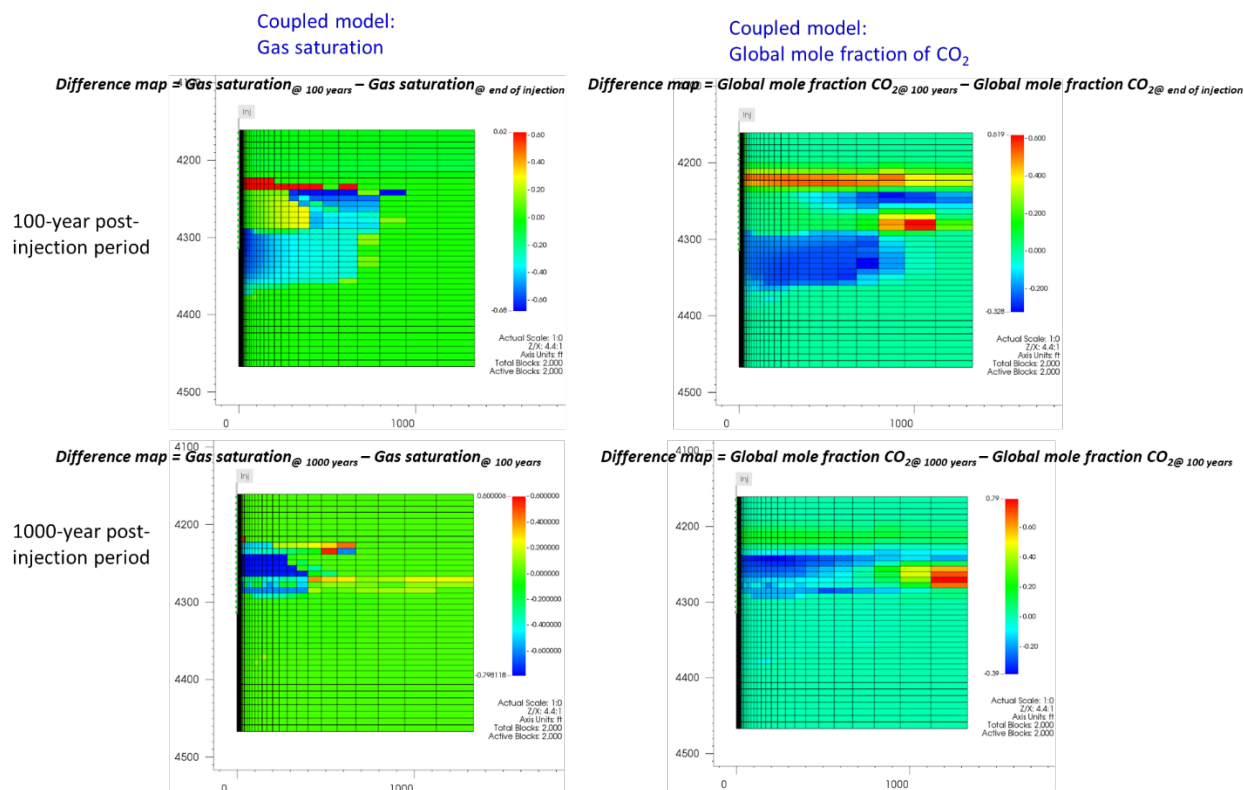 Coupled model:
Gas saturation
Coupled model:
Global mole fraction of CO2
Difference map = Gas saturation@ 100 years – Gas saturation@ end of injection
Difference map = Global mole fraction CO2@ 100 years – Global mole fraction CO2@ end of injection
100-year post-
injection period
4100
Inj
4200
4300
4400
4500
0
1000
0.62
0.60
0.40
0.20
0.00
-0.20
-0.40
-0.60
-0.68
Actual Scale: 1:0
Z/X: 4.4:1
Axis Units: ft
Total Blocks: 2,000
Active Blocks: 2,000
4100
Inj
4200
4300
4400
4500
0
1000
0.619
0.600
0.400
0.200
0.000
-0.200
-0.328
Actual Scale: 1:0
Z/X: 4.4:1
Axis Units: ft
Total Blocks: 2,000
Active Blocks: 2,000
Difference map = Gas saturation@ 1000 years – Gas saturation@ 100 years
Difference map = Global mole fraction CO2@ 1000 years – Global mole fraction CO2@ 100 years
1000-year post-
injection period
4100
Inj
4200
4300
4400
4500
0
1000
0.600006
0.600000
0.400000
0.200000
0.000000
-0.200000
-0.400000
-0.600000
-0.798118
Actual Scale: 1:0
Z/X: 4.4:1
Axis Units: ft
Total Blocks: 2,000
Active Blocks: 2,000
4100
Inj
4200
4300
4400
4500
0
1000
0.79
0.60
0.40
0.20
0.00
-0.20
-0.39
Actual Scale: 1:0
Z/X: 4.4:1
Axis Units: ft
Total Blocks: 2,000
Active Blocks: 2,000